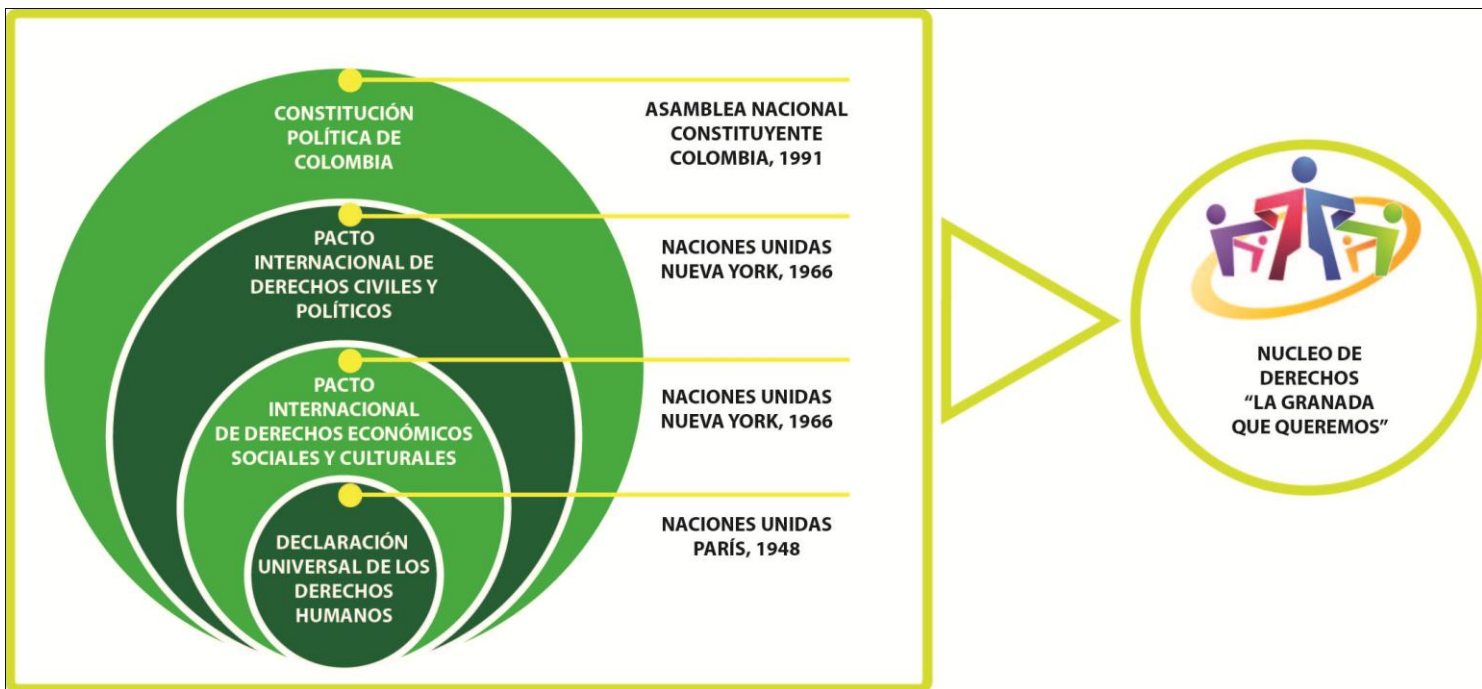 CONSTITUCIÓN
POLÍTICA DE
COLOMBIA
ASAMBLEA NACIONAL
CONSTITUYENTE
COLOMBIA, 1991
PACTO
INTERNACIONAL DE
DERECHOS CIVILES Y
POLÍTICOS
NACIONES UNIDAS
NUEVA YORK, 1966
PACTO
INTERNACIONAL
DE DERECHOS ECONÓMICOS
SOCIALES Y CULTURALES
NACIONES UNIDAS
NUEVA YORK, 1966
DECLARACIÓN
UNIVERSAL DE LOS
DERECHOS
HUMANOS
NACIONES UNIDAS
PARÍS, 1948
NUCLEO DE
DERECHOS
“LA GRANADA
QUE QUEREMOS”